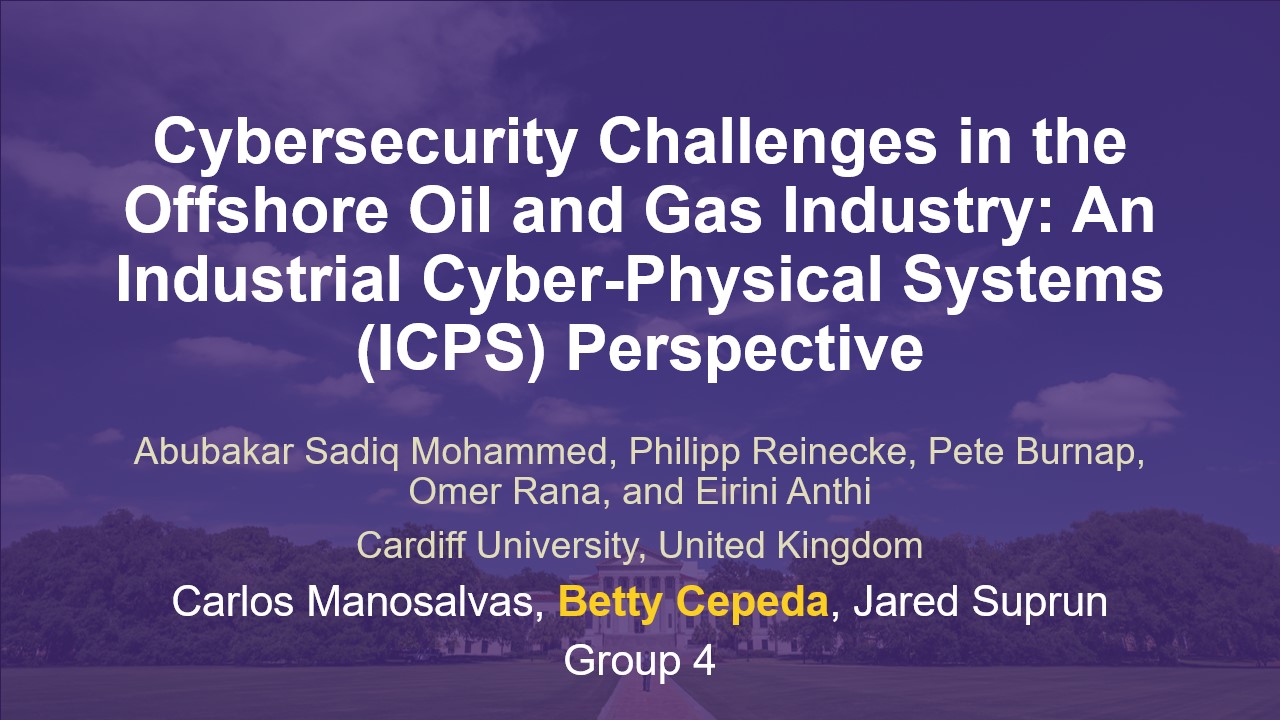 Cybersecurity Challenges in the
Offshore Oil and Gas Industry: An
Industrial Cyber-Physical Systems
(ICPS) Perspective
Abubakar Sadiq Mohammed, Philipp Reinecke, Pete Burnap,
Omer Rana, and Eirini Anthi
Cardiff University, United Kingdom
Carlos Manosalvas, Betty Cepeda, Jared Suprun
Group 4